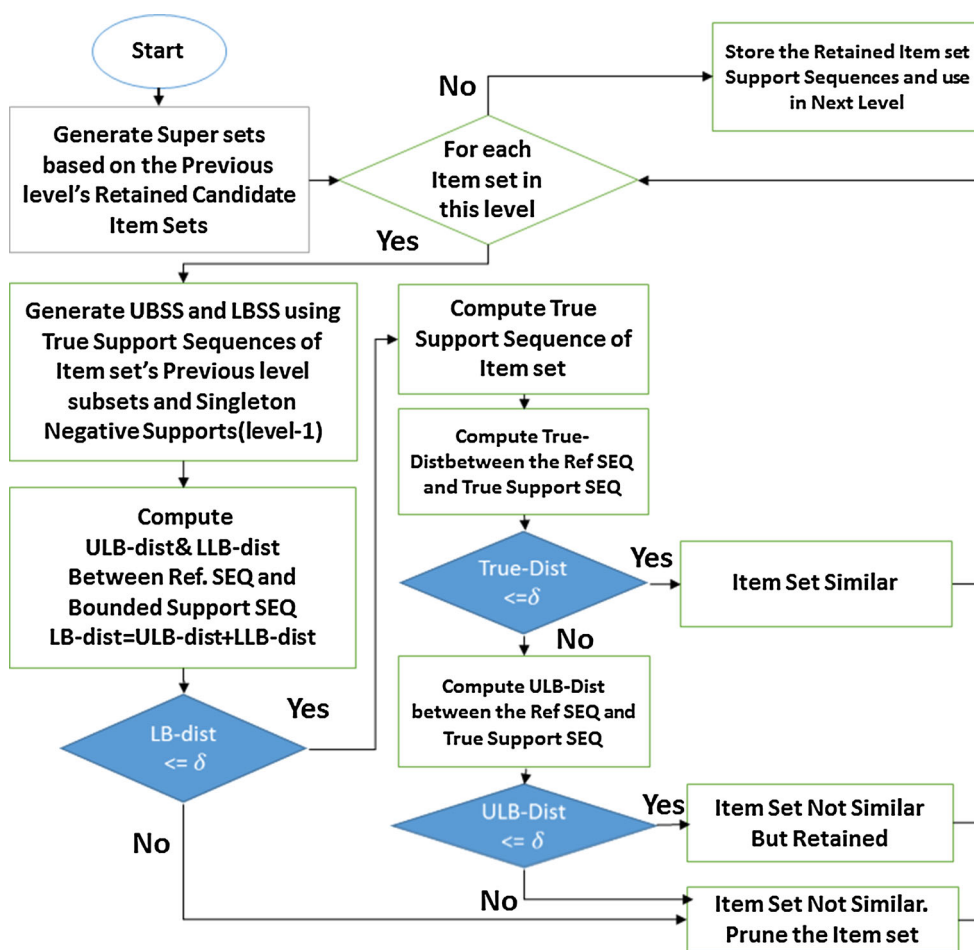 Start
Generate Super sets
based on the Previous
level's Retained Candidate
Item Sets
For each
Item set in
this level
No
Store the Retained Item set
Support Sequences and use
in Next Level
Yes
Generate UBSS and LBSS using
True Support Sequences of
Item set's Previous level
subsets and Singleton
Negative Supports(level-1)
Compute
ULB-dist& LLB-dist
Between Ref. SEQ and
Bounded Support SEQ
LB-dist=ULB-dist+LLB-dist
LB-dist
<= δ
Yes
No
Compute True
Support Sequence of
Item set
Compute True-
Distbetween the Ref SEQ
and True Support SEQ
True-Dist
<=δ
Yes
Item Set Similar
No
Compute ULB-Dist
between the Ref SEQ and
True Support SEQ
ULB-Dist
<= δ
Yes
Item Set Not Similar
But Retained
No
Item Set Not Similar.
Prune the Item set